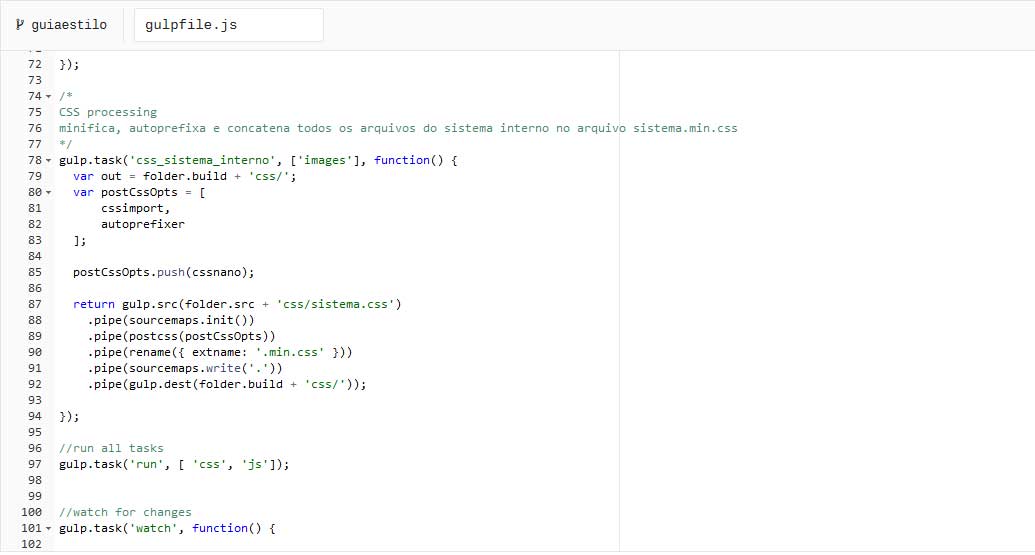 guiaestilo gulpfile.js
72 });
73
74 /*
75 CSS processing
76 minifica, autoprefixa e concatena todos os arquivos do sistema interno no arquivo sistema.min.css
77 */
78 gulp.task('css_sistema_interno', ['images'], function() {
79 var out = folder.build + 'css/';
80 var postCssOpts = [
81 cssimport,
82 autoprefixer
83 ];
84
85 postCssOpts.push(cssnano);
86
87 return gulp.src(folder.src + 'css/sistema.css')
88 .pipe(sourcemaps.init())
89 .pipe(postcss(postCssOpts))
90 .pipe(rename({ extname: '.min.css' }))
91 .pipe(sourcemaps.write('.'))
92 .pipe(gulp.dest(folder.build + 'css/'));
93
94 });
95
96 //run all tasks
97 gulp.task('run', [ 'css', 'js']);
98
99
100 //watch for changes
101 gulp.task('watch', function() {
102